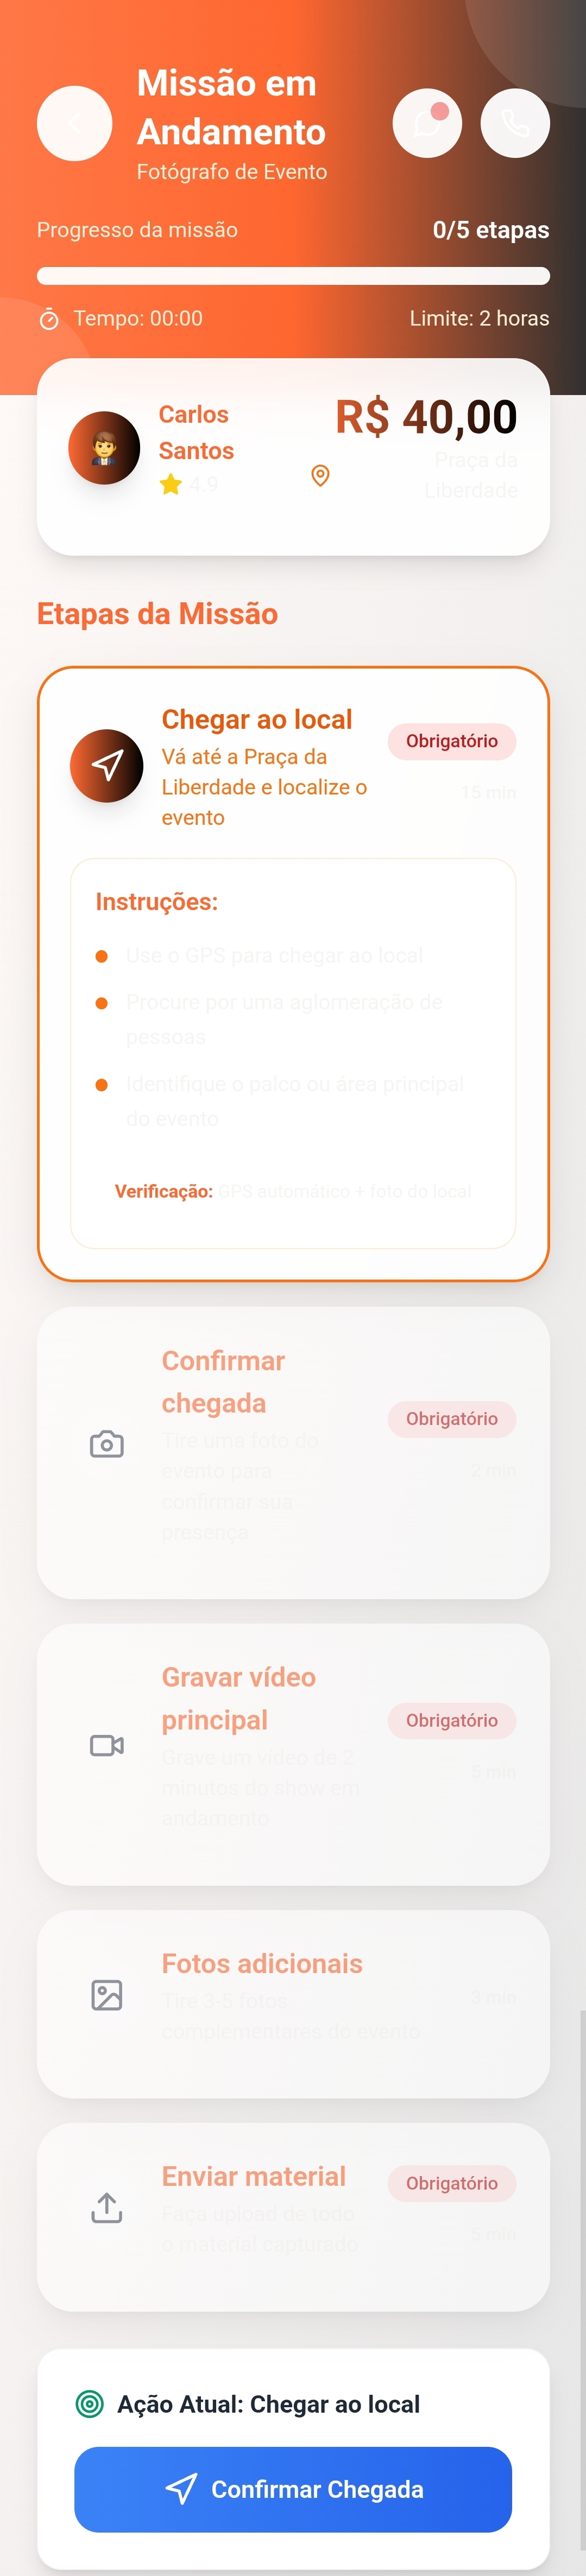 Missão em
Andamento
Fotógrafo de Evento
Progresso da missão
0/5 etapas
Tempo: 00:00
Limite: 2 horas
Carlos
Santos
4.9
R$ 40,00
Praça da
Liberdade
Etapas da Missão
Chegar ao local
Vá até a Praça da
Liberdade e localize o
evento
Obrigatório
15 min
Instruções:
Use o GPS para chegar ao local
Procure por uma aglomeração de
pessoas
Identifique o palco ou área principal
do evento
Verificação: GPS automático + foto do local
Confirmar
chegada
Tire uma foto do
evento para
confirmar sua
presença
Obrigatório
2 min
Gravar vídeo
principal
Grave um vídeo de 2
minutos do show em
andamento
Obrigatório
5 min
Fotos adicionais
Tire 3-5 fotos
complementares do evento
3 min
Enviar material
Faça upload de todo
o material capturado
Obrigatório
5 min
Ação Atual: Chegar ao local
Confirmar Chegada